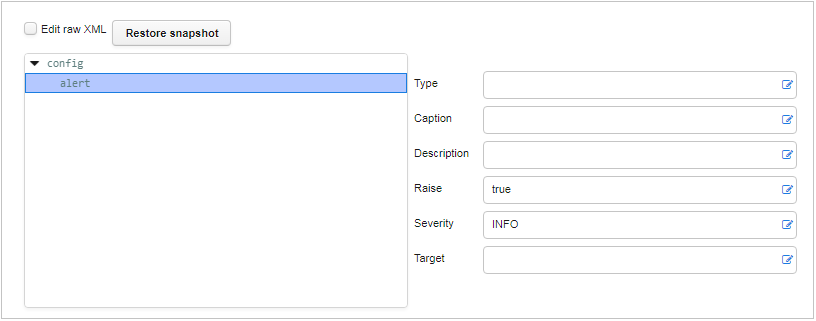 Edit raw XML
Restore snapshot
config
alert
Type
Caption
Description
Raise
true
Severity
INFO
Target